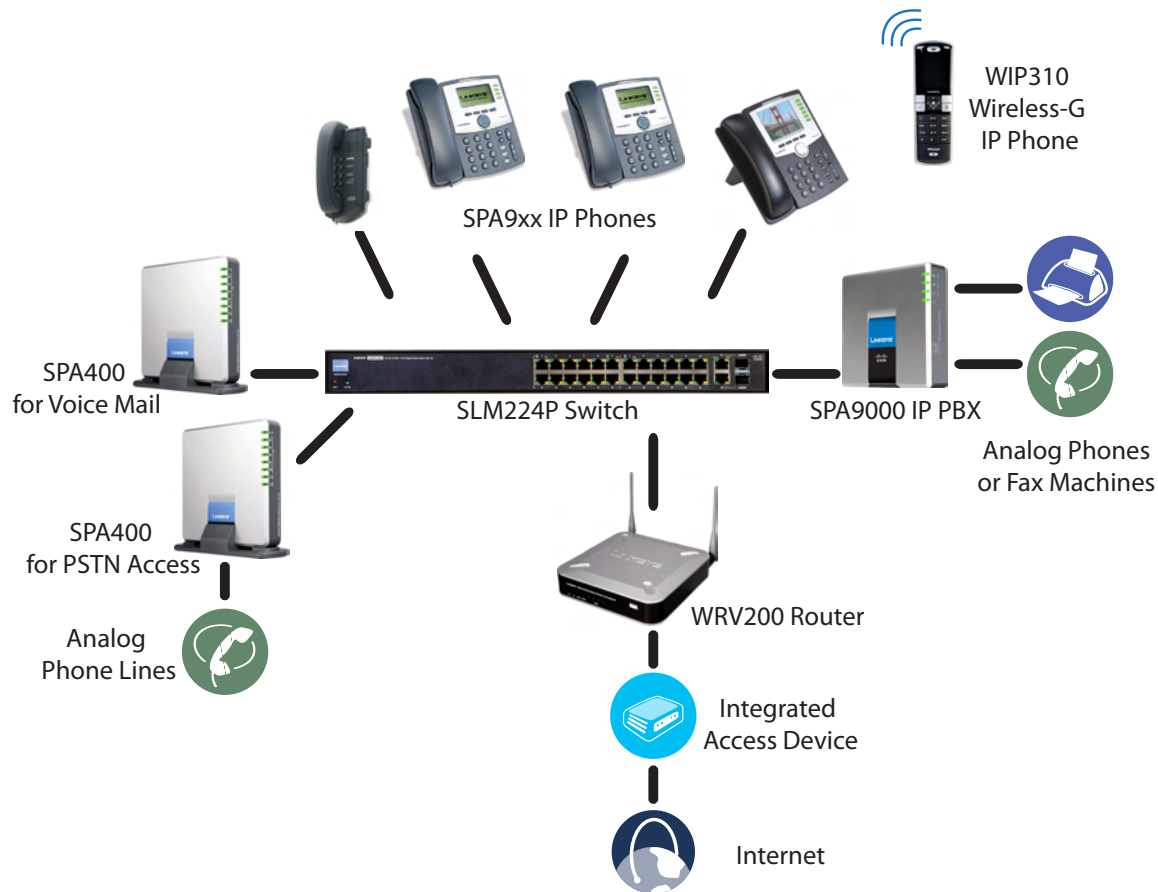 WIP310
Wireless-G
IP Phone
SPA9xx IP Phones
SPA400
for Voice Mail
SLM224P Switch
SPA9000 IP PBX
Analog Phones
or Fax Machines
SPA400
for PSTN Access
WRV200 Router
Analog
Phone Lines
Integrated
Access Device
Internet